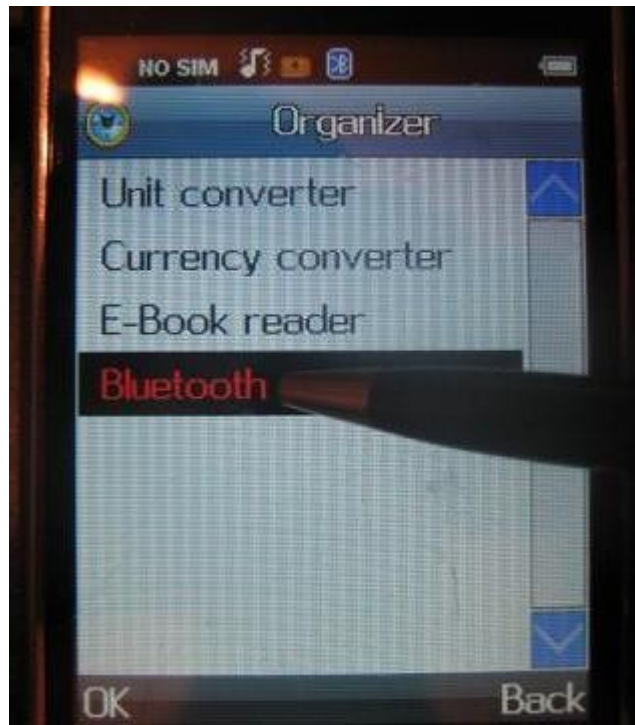 NO SIM
Organizer
Unit converter
Currency converter
E-Book reader
Bluetooth
OK Back